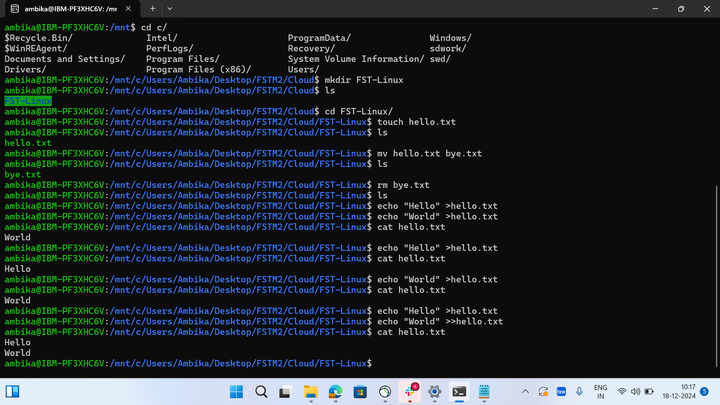 ambika@IBM-PF3XHC6V: /mnt
ambika@IBM-PF3XHC6V:/mnt$ cd c/
$Recycle.Bin/ Intel/ ProgramData/ Windows/
$WinREAgent/ PerfLogs/ Recovery/ sdwork/
Documents and Settings/ Program Files/ System Volume Information/ swd/
Drivers/ Program Files (x86)/ Users/
ambika@IBM-PF3XHC6V:/mnt/c/Users/Ambika/Desktop/FSTM2/Cloud$ mkdir FST-Linux
ambika@IBM-PF3XHC6V:/mnt/c/Users/Ambika/Desktop/FSTM2/Cloud$ ls
FST-Linux
ambika@IBM-PF3XHC6V:/mnt/c/Users/Ambika/Desktop/FSTM2/Cloud$ cd FST-Linux/
ambika@IBM-PF3XHC6V:/mnt/c/Users/Ambika/Desktop/FSTM2/Cloud/FST-Linux$ touch hello.txt
ambika@IBM-PF3XHC6V:/mnt/c/Users/Ambika/Desktop/FSTM2/Cloud/FST-Linux$ ls
hello.txt
ambika@IBM-PF3XHC6V:/mnt/c/Users/Ambika/Desktop/FSTM2/Cloud/FST-Linux$ mv hello.txt bye.txt
ambika@IBM-PF3XHC6V:/mnt/c/Users/Ambika/Desktop/FSTM2/Cloud/FST-Linux$ ls
bye.txt
ambika@IBM-PF3XHC6V:/mnt/c/Users/Ambika/Desktop/FSTM2/Cloud/FST-Linux$ rm bye.txt
ambika@IBM-PF3XHC6V:/mnt/c/Users/Ambika/Desktop/FSTM2/Cloud/FST-Linux$ ls
ambika@IBM-PF3XHC6V:/mnt/c/Users/Ambika/Desktop/FSTM2/Cloud/FST-Linux$ echo "Hello" >hello.txt
ambika@IBM-PF3XHC6V:/mnt/c/Users/Ambika/Desktop/FSTM2/Cloud/FST-Linux$ echo "World" >hello.txt
ambika@IBM-PF3XHC6V:/mnt/c/Users/Ambika/Desktop/FSTM2/Cloud/FST-Linux$ cat hello.txt
World
ambika@IBM-PF3XHC6V:/mnt/c/Users/Ambika/Desktop/FSTM2/Cloud/FST-Linux$ echo "Hello" >hello.txt
ambika@IBM-PF3XHC6V:/mnt/c/Users/Ambika/Desktop/FSTM2/Cloud/FST-Linux$ cat hello.txt
Hello
ambika@IBM-PF3XHC6V:/mnt/c/Users/Ambika/Desktop/FSTM2/Cloud/FST-Linux$ echo "World" >hello.txt
ambika@IBM-PF3XHC6V:/mnt/c/Users/Ambika/Desktop/FSTM2/Cloud/FST-Linux$ cat hello.txt
World
ambika@IBM-PF3XHC6V:/mnt/c/Users/Ambika/Desktop/FSTM2/Cloud/FST-Linux$ echo "Hello" >hello.txt
ambika@IBM-PF3XHC6V:/mnt/c/Users/Ambika/Desktop/FSTM2/Cloud/FST-Linux$ echo "World" >>hello.txt
ambika@IBM-PF3XHC6V:/mnt/c/Users/Ambika/Desktop/FSTM2/Cloud/FST-Linux$ cat hello.txt
Hello
World
ambika@IBM-PF3XHC6V:/mnt/c/Users/Ambika/Desktop/FSTM2/Cloud/FST-Linux$
ENG 10:17
IN 18-12-2024